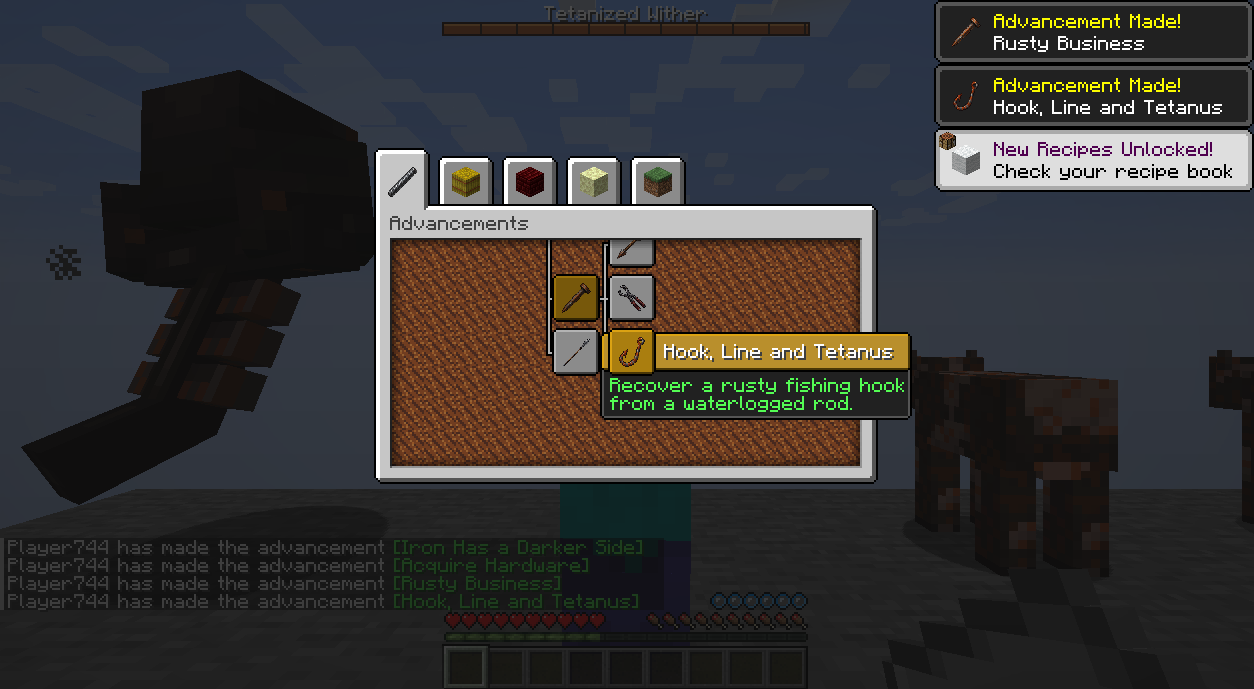 Tetanized Wither
Advancement Made!
Rusty Business
Advancement Made!
Hook, Line and Tetanus
New Recipes Unlocked!
Check your recipe book
Advancements
Hook, Line and Tetanus
Recover a rusty fishing hook
from a waterlogged rod.
Player744 has made the advancement [Iron Has a Darker Side]
Player744 has made the advancement [Acquire Hardware]
Player744 has made the advancement [Rusty Business]
Player744 has made the advancement [Hook, Line and Tetanus]